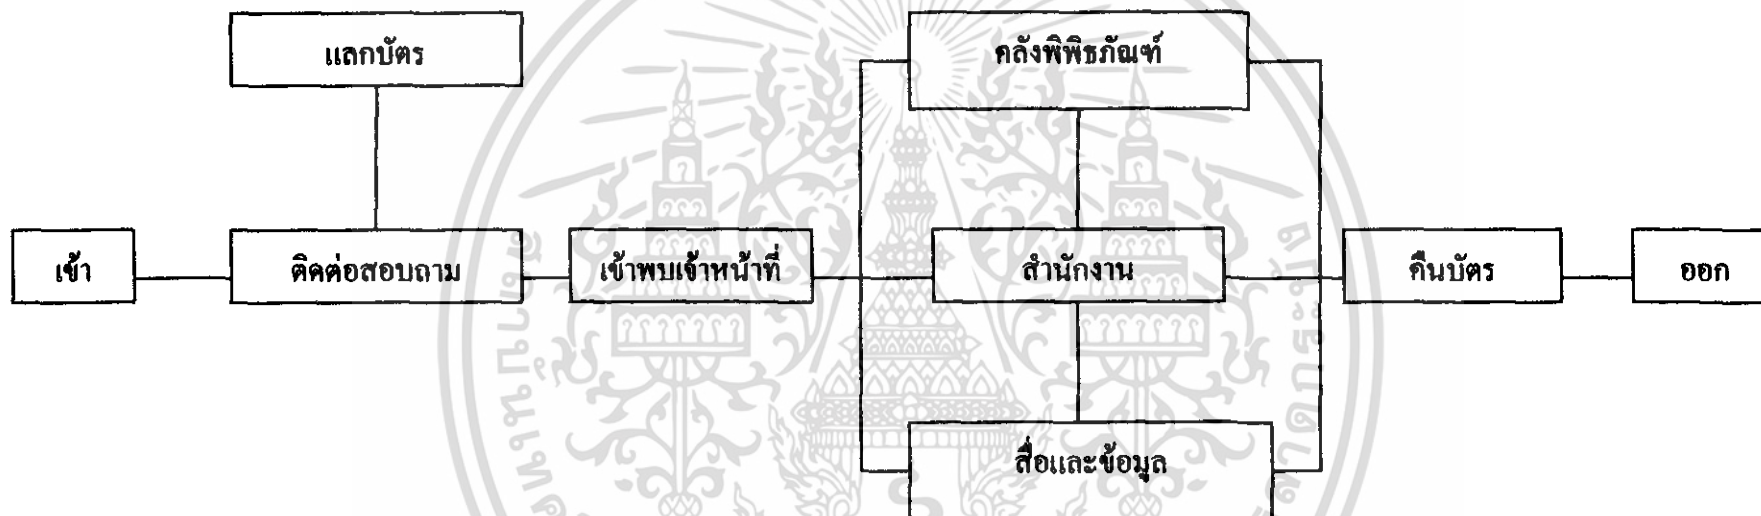 แลกบัตร
คลังพิพิธภัณฑ์
เข้า
ติดต่อสอบถาม
เข้าพบเจ้าหน้าที่
สำนักงาน
คืนบัตร
ออก
สื่อและข้อมูล